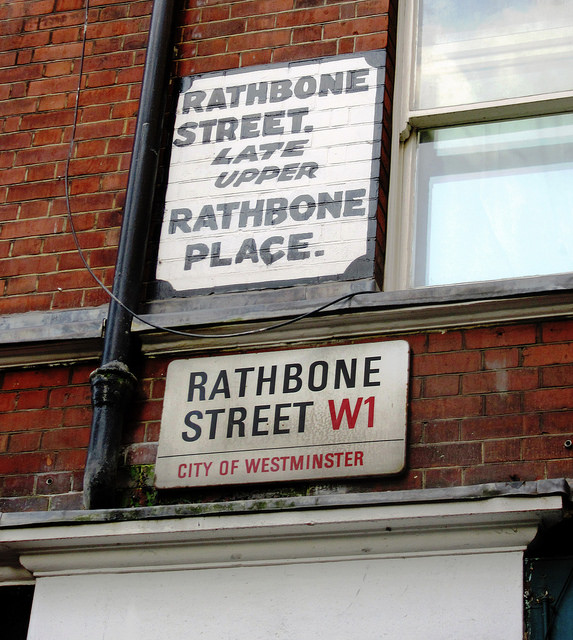 RATHBONE
STREET.
LATE
UPPER
RATHBONE
PLACE.
RATHBONE
STREET W1
CITY OF WESTMINSTER